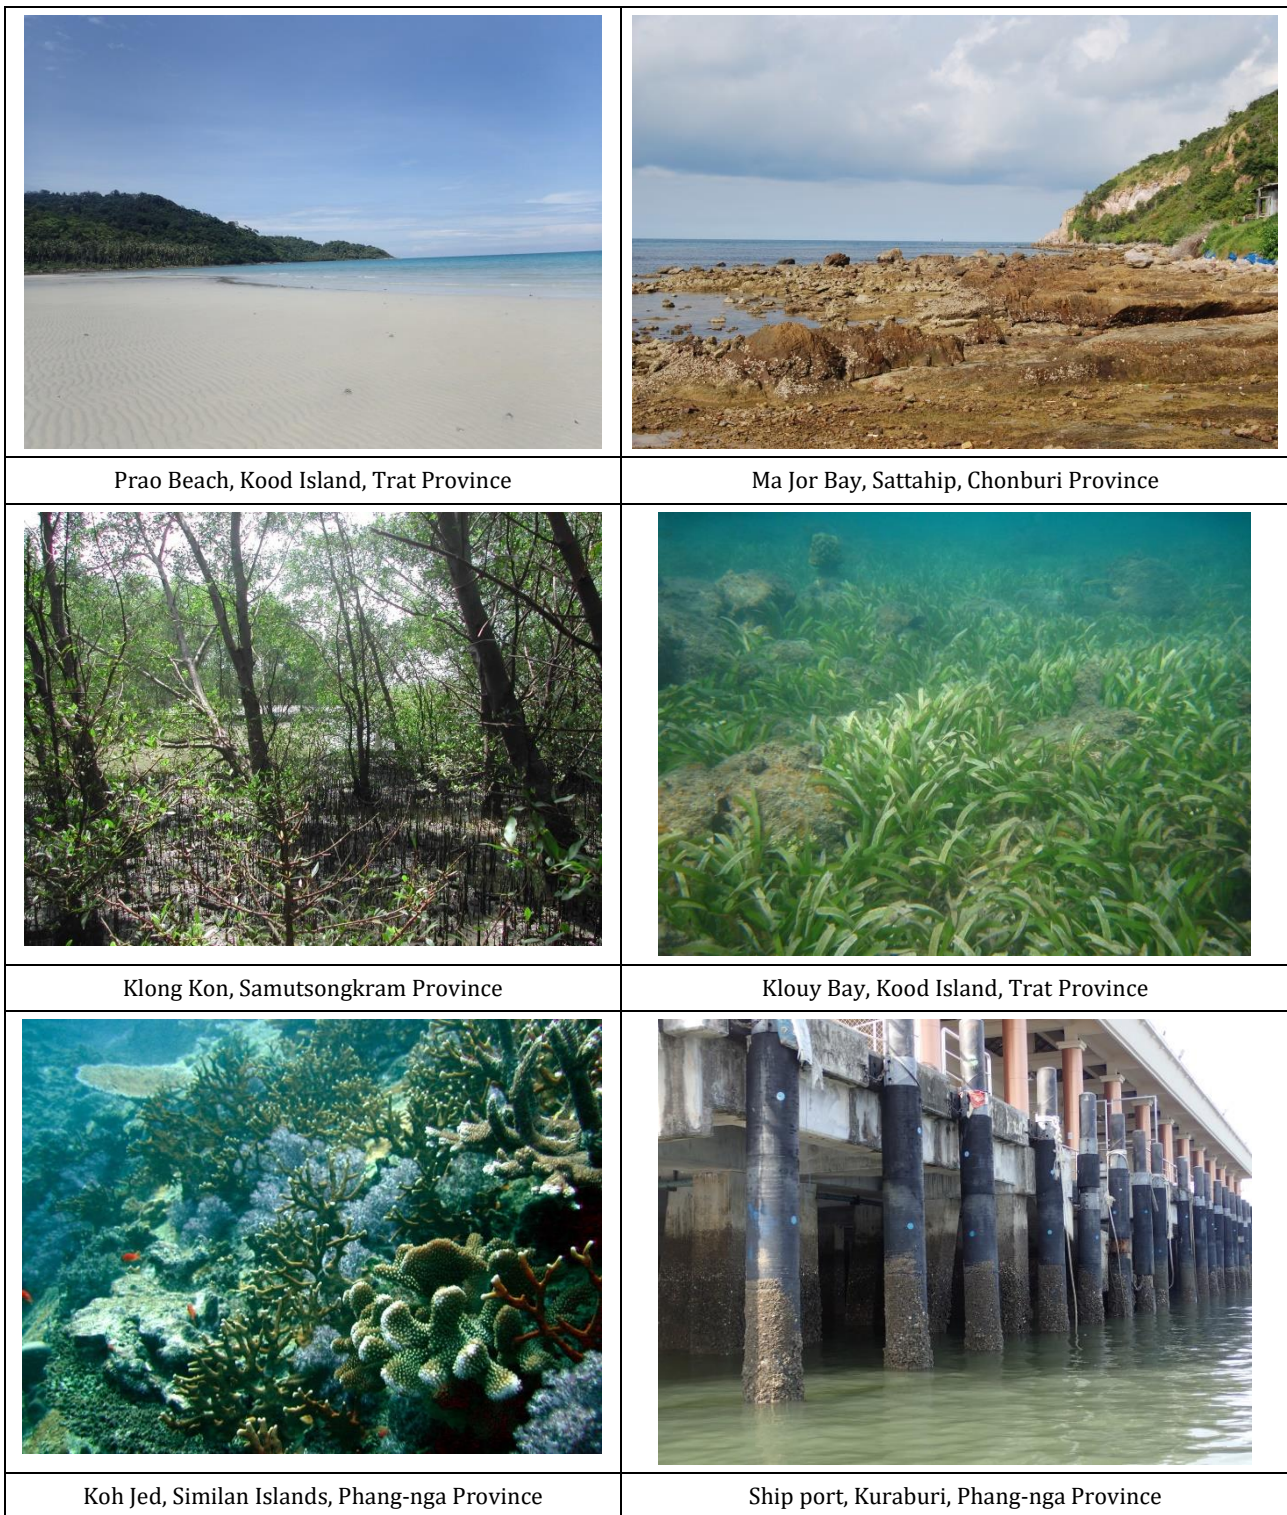 Prao Beach, Kood Island, Trat Province
Ma Jor Bay, Sattahip, Chonburi Province
Klong Kon, Samutsongkram Province
Klouy Bay, Kood Island, Trat Province
Koh Jed, Similan Islands, Phang-nga Province
Ship port, Kuraburi, Phang-nga Province